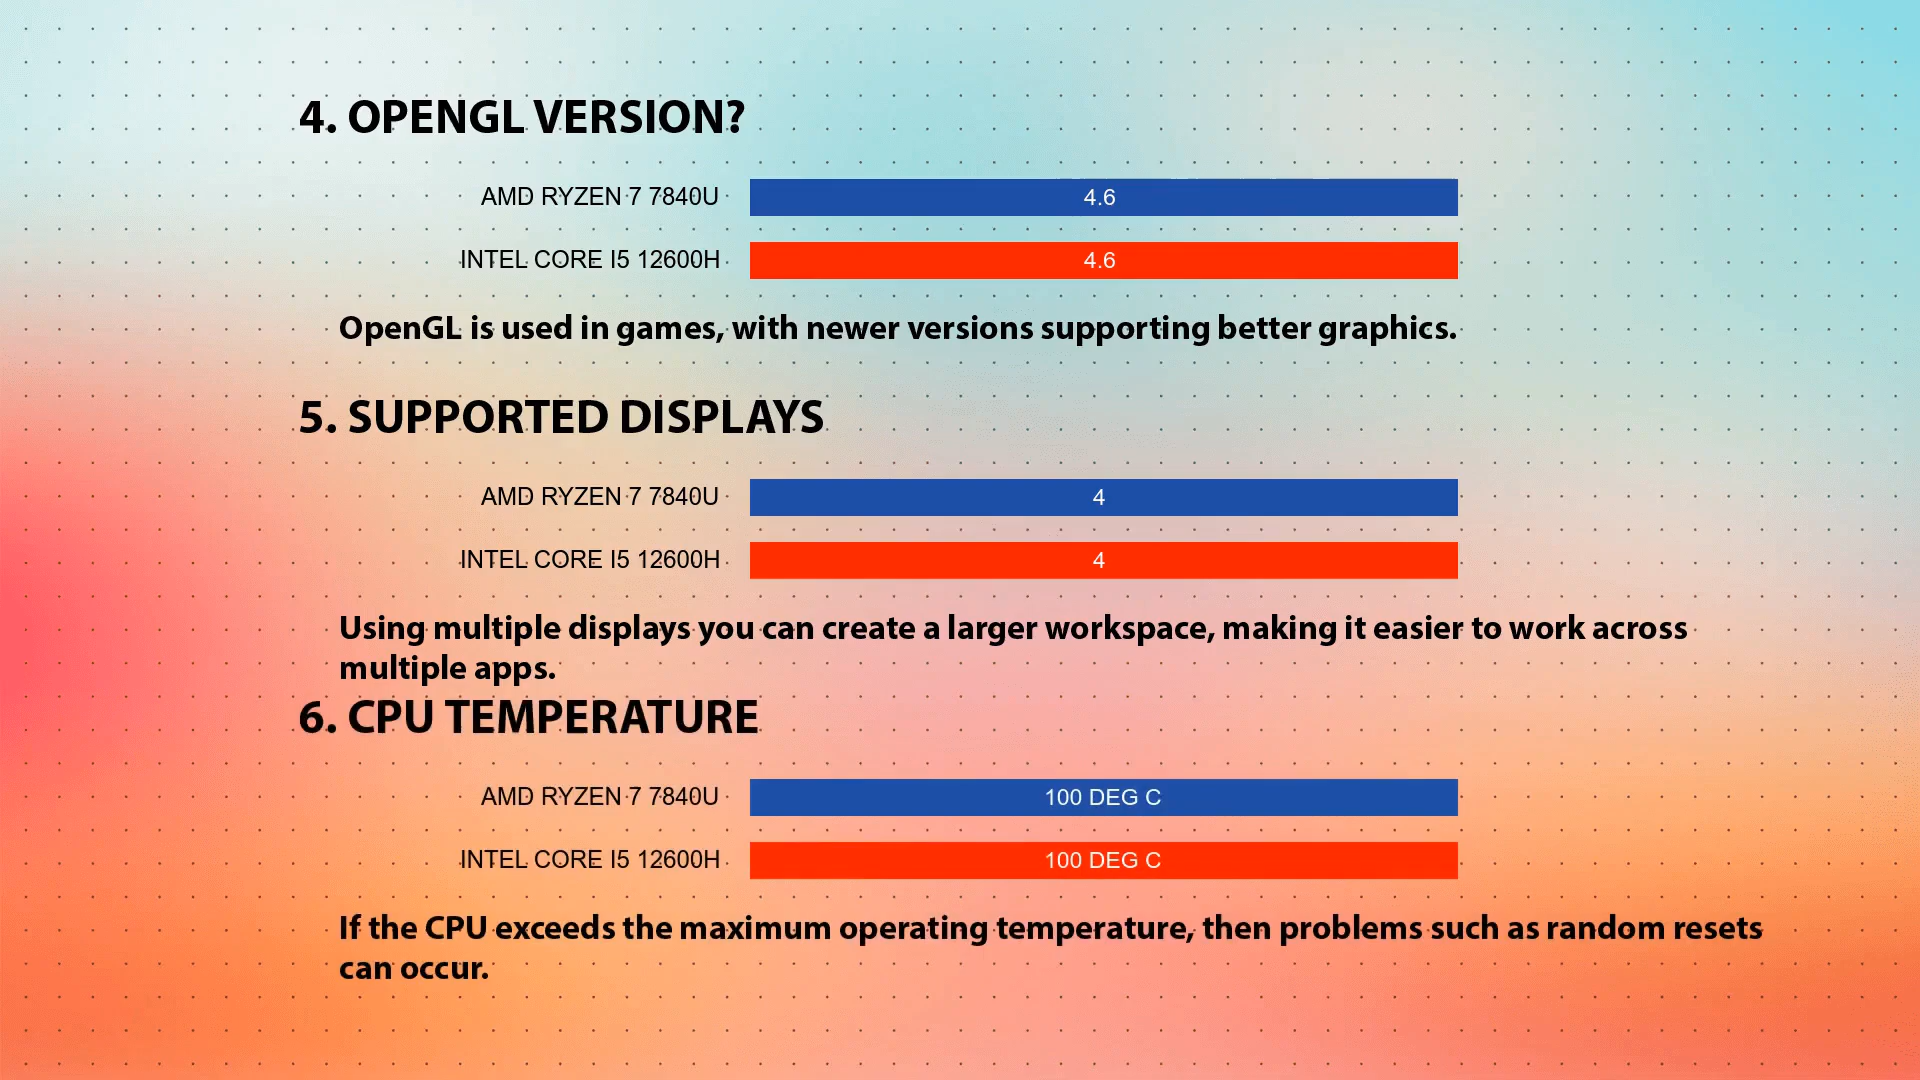 4. OPENGL VERSION?
AMD RYZEN 7 7840U
4.6
INTEL CORE I5 12600H
4.6
OpenGL is used in games, with newer versions supporting better graphics.
5. SUPPORTED DISPLAYS
AMD RYZEN 7 7840U
4
INTEL CORE I5 12600H
4
Using multiple displays you can create a larger workspace, making it easier to work across
multiple apps.
6. CPU TEMPERATURE
AMD RYZEN 7 7840U
100 DEG C
INTEL CORE I5 12600H
100 DEG C
If the CPU exceeds the maximum operating temperature, then problems such as random resets
can occur.